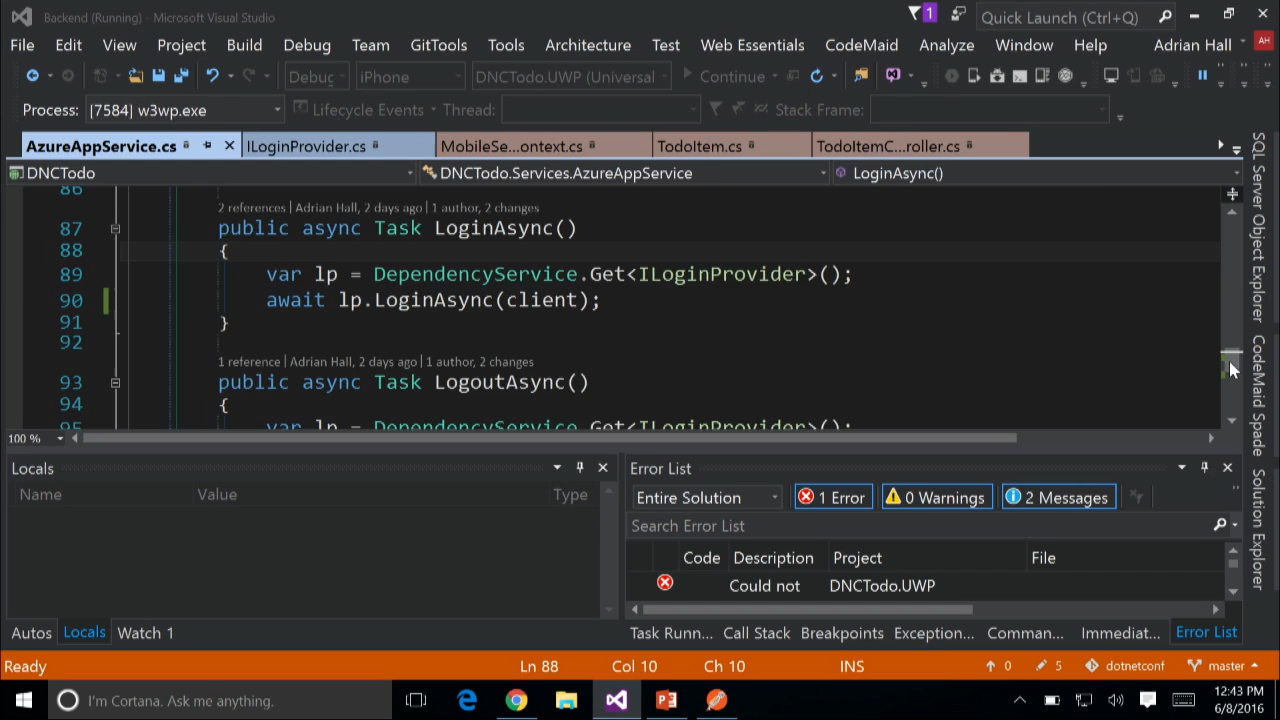 Backend (Running) - Microsoft Visual Studio
1
Quick Launch (Ctrl+Q)
File Edit View Project Build Debug Team GitTools Tools Architecture Test Web Essentials CodeMaid Analyze Window Help Adrian Hall AH
Debug iPhone DNCTodo.UWP (Universal Continue
Process: [7584] w3wp.exe Lifecycle Events Thread: Stack Frame:
AzureAppService.cs ILoginProvider.cs MobileSe...ontext.cs TodoItem.cs TodoItemC...roller.cs
DNCTodo DNCTodo.Services.AzureAppService LoginAsync()
86
2 references | Adrian Hall, 2 days ago | 1 author, 2 changes
87 public async Task LoginAsync()
88 {
89 var lp = DependencyService.Get<ILoginProvider>();
90 await lp.LoginAsync(client);
91 }
92
1 reference | Adrian Hall, 2 days ago | 1 author, 2 changes
93 public async Task LogoutAsync()
94 {
95 var lp = DependencyService.Get<ILoginProvider>();
100 %
Locals
Name Value Type
Autos Locals Watch 1
Error List
Entire Solution 1 Error 0 Warnings 2 Messages
Search Error List
Code Description Project File
Could not DNCTodo.UWP
Task Runn... Call Stack Breakpoints Exception... Comman... Immediat... Error List
SQL Server Object Explorer
CodeMaid Spade
Solution Explorer
Ready Ln 88 Col 10 Ch 10 INS 0 5 dotnetconf master
I'm Cortana. Ask me anything.
12:43 PM
6/8/2016